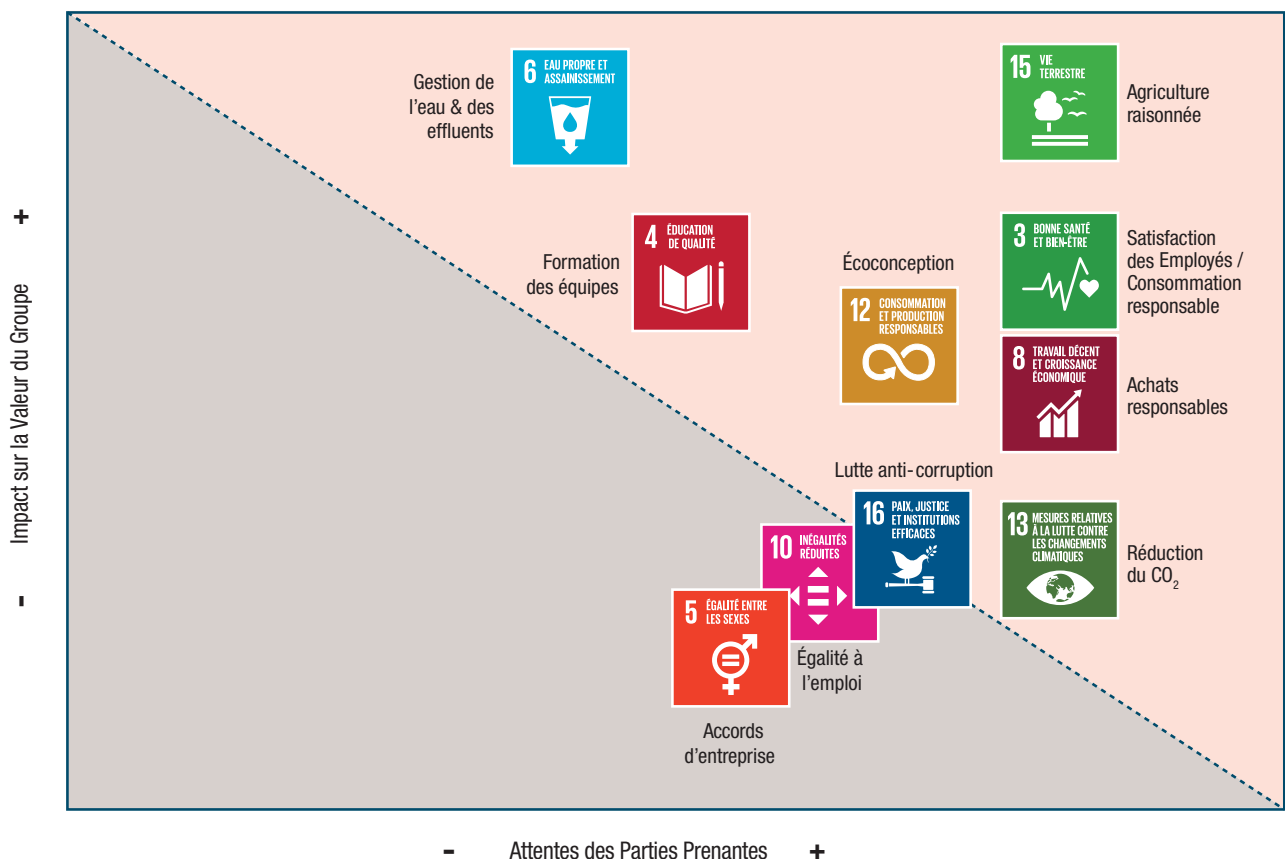 6 EAU PROPRE ET
ASSAINISSEMENT
Gestion de
l'eau & des
effluents
15 VIE
TERRESTRE
Agriculture
raisonnée
4 ÉDUCATION
DE QUALITÉ
Formation
des équipes
3 BONNE SANTÉ
ET BIEN-ÊTRE
Satisfaction
des Employés /
Consommation
responsable
Écoconception
12 CONSOMMATION
ET PRODUCTION
RESPONSABLES
8 TRAVAIL DÉCENT
ET CROISSANCE
ÉCONOMIQUE
Achats
responsables
Lutte anti-corruption
16 PAIX, JUSTICE
ET INSTITUTIONS
EFFICACES
13 MESURES RELATIVES
À LA LUTTE CONTRE
LES CHANGEMENTS
CLIMATIQUES
Réduction
du CO₂
10 INÉGALITÉS
RÉDUITES
Égalité à
l'emploi
5 ÉGALITÉ ENTRE
LES SEXES
Accords
d'entreprise
- Impact sur la Valeur du Groupe +
- Attentes des Parties Prenantes +